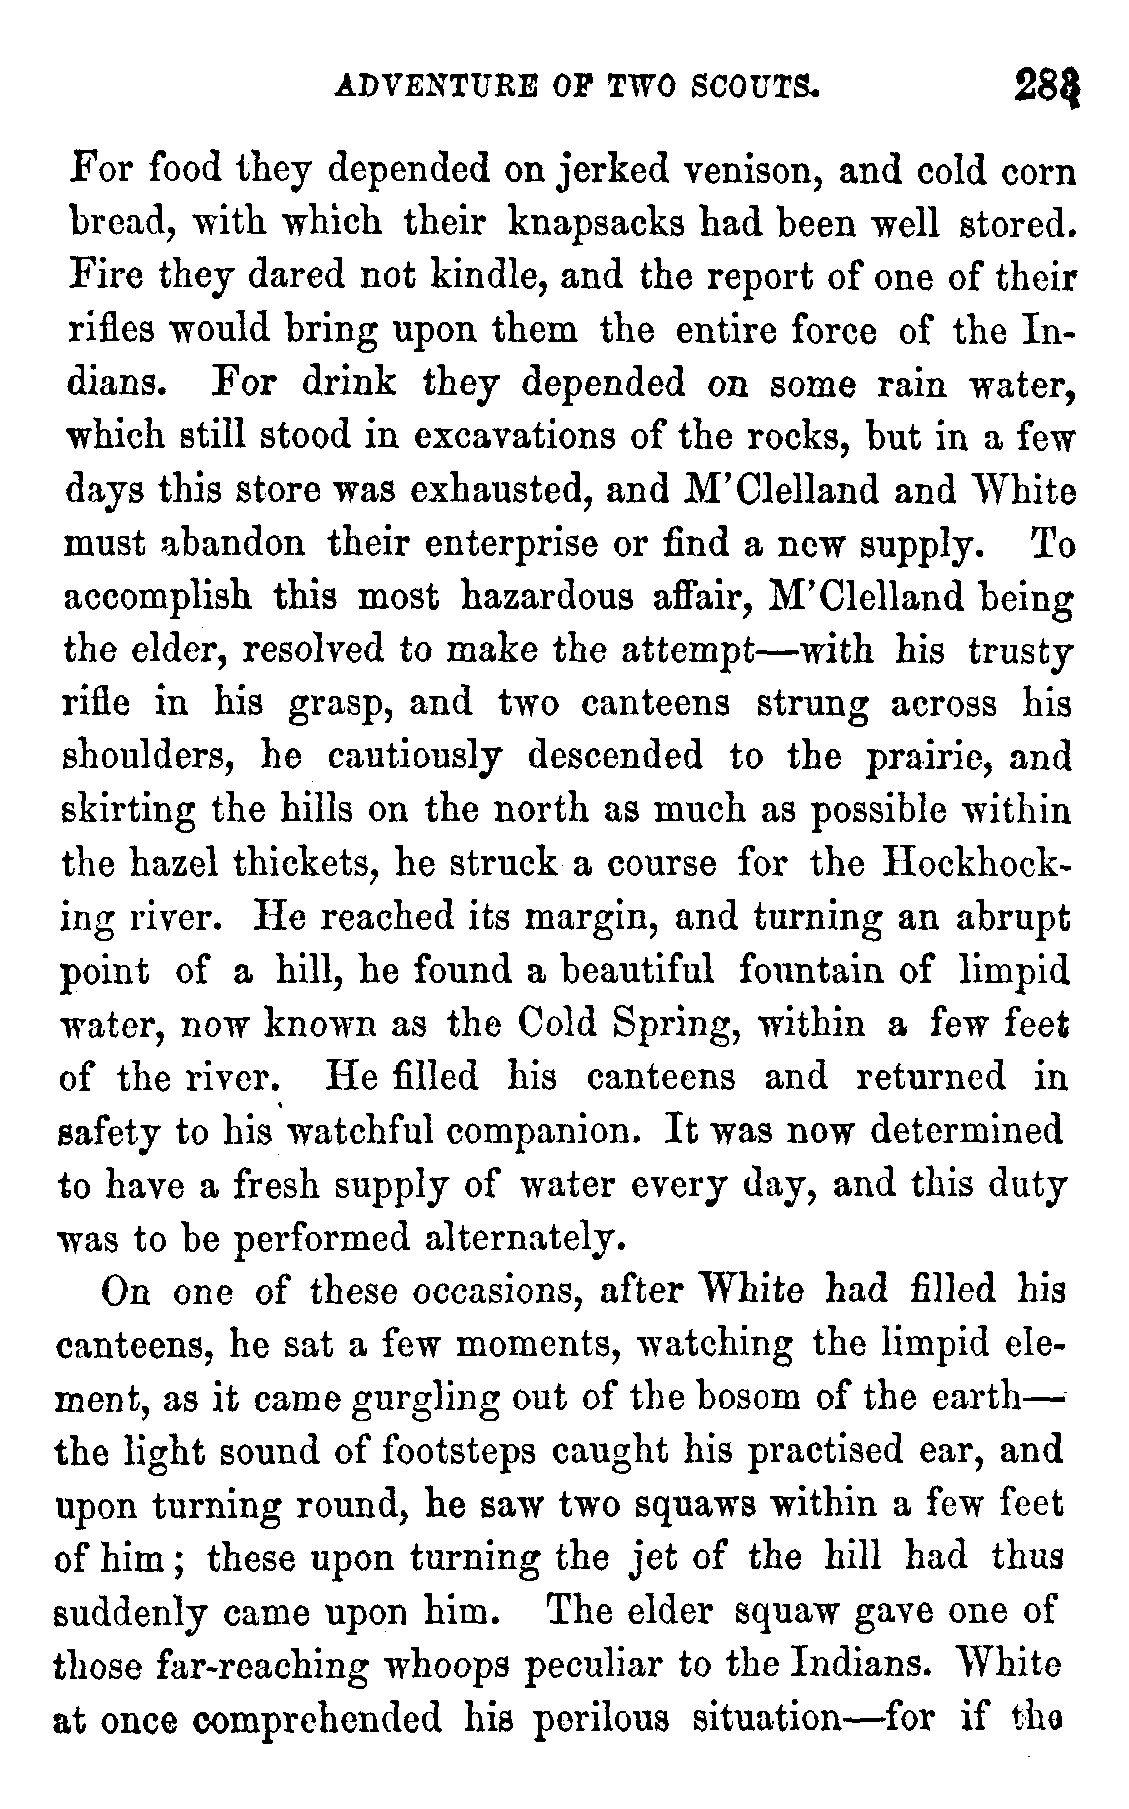 ADVENTURE OF TWO SCOUTS. 283
For food they depended on jerked venison, and cold corn
bread, with which their knapsacks had been well stored.
Fire they dared not kindle, and the report of one of their
rifles would bring upon them the entire force of the In-
dians. For drink they depended on some rain water,
which still stood in excavations of the rocks, but in a few
days this store was exhausted, and M'Clelland and White
must abandon their enterprise or find a new supply. To
accomplish this most hazardous affair, M'Clelland being
the elder, resolved to make the attempt—with his trusty
rifle in his grasp, and two canteens strung across his
shoulders, he cautiously descended to the prairie, and
skirting the hills on the north as much as possible within
the hazel thickets, he struck a course for the Hockhock-
ing river. He reached its margin, and turning an abrupt
point of a hill, he found a beautiful fountain of limpid
water, now known as the Cold Spring, within a few feet
of the river. He filled his canteens and returned in
safety to his watchful companion. It was now determined
to have a fresh supply of water every day, and this duty
was to be performed alternately.
On one of these occasions, after White had filled his
canteens, he sat a few moments, watching the limpid ele-
ment, as it came gurgling out of the bosom of the earth—
the light sound of footsteps caught his practised ear, and
upon turning round, he saw two squaws within a few feet
of him; these upon turning the jet of the hill had thus
suddenly came upon him. The elder squaw gave one of
those far-reaching whoops peculiar to the Indians. White
at once comprehended his perilous situation—for if the